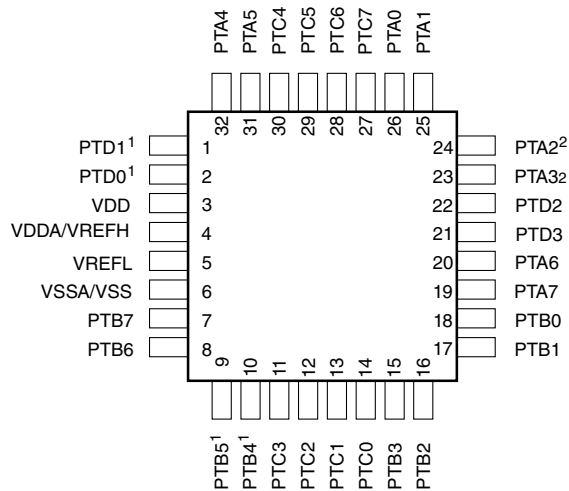 PTA4 PTA5 PTC4 PTC5 PTC6 PTC7 PTA0 PTA1
32 31 30 29 28 27 26 25
PTD1¹ 1 24 PTA2²
PTD0¹ 2 23 PTA32
VDD 3 22 PTD2
VDDA/VREFH 4 21 PTD3
VREFL 5 20 PTA6
VSSA/VSS 6 19 PTA7
PTB7 7 18 PTB0
PTB6 8 17 PTB1
9 10 11 12 13 14 15 16
PTB5¹ PTB4¹ PTC3 PTC2 PTC1 PTC0 PTB3 PTB2